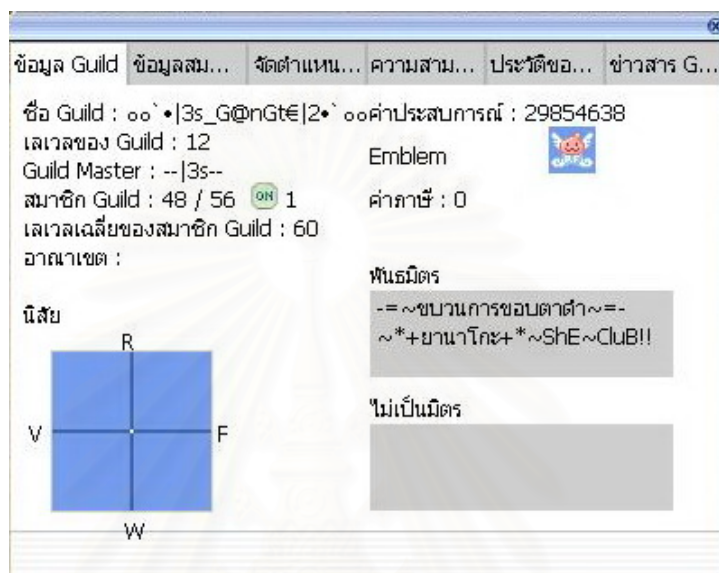 ข้อมูล Guild ข้อมูลสม... จัดตำแหน... ความสาม... ประวัติขอ... ข่าวสาร G...
ชื่อ Guild : oo`•|3s_G@nGt€|2•`oo
ค่าประสบการณ์ : 29854638
เลเวลของ Guild : 12
Guild Master : --|3s--
Emblem
สมาชิก Guild : 48 / 56 ON 1
ค่าภาษี : 0
เลเวลเฉลี่ยของสมาชิก Guild : 60
อาณาเขต :
พันธมิตร
-=~ขบวนการขอบตาดำ~=-
~*+ยานาโกะ+*~ShE~CluB!!
นิสัย
R
V
F
W
ไม่เป็นมิตร